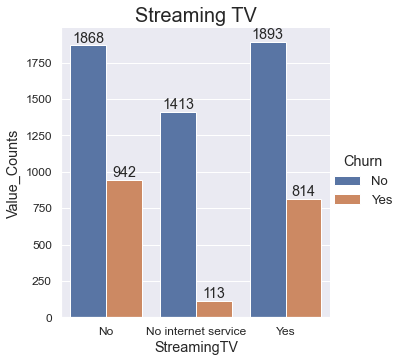 Streaming TV
1868
942
1413
113
1893
814
1750
1500
1250
1000
750
500
250
0
Value_Counts
No
No internet service
Yes
StreamingTV
Churn
No
Yes